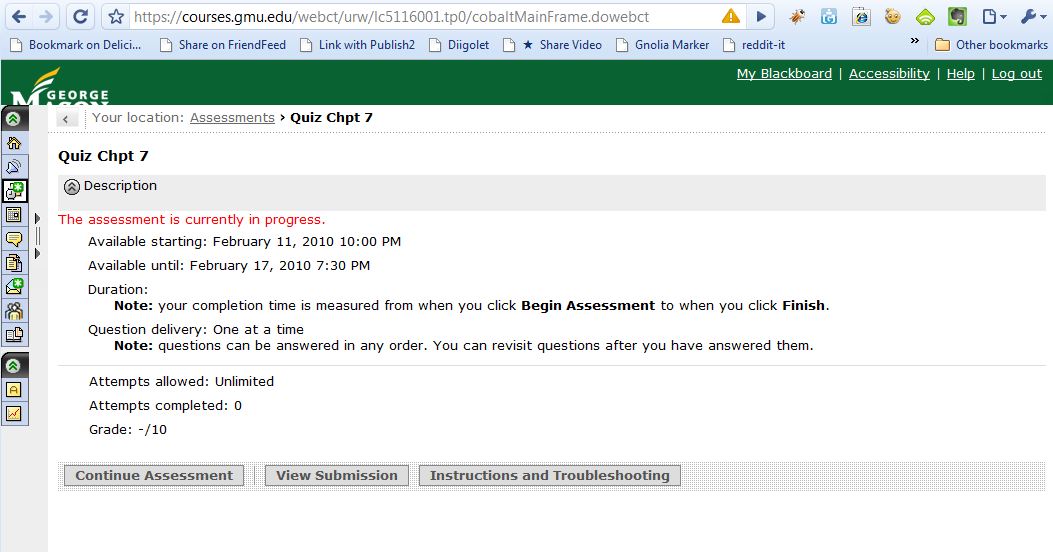 https://courses.gmu.edu/webct/urw/lc5116001.tp0/cobaltMainFrame.dowebct
Bookmark on Delici... Share on FriendFeed Link with Publish2 Diigolet ★ Share Video Gnolia Marker reddit-it » Other bookmarks
My Blackboard | Accessibility | Help | Log out
GEORGE
MASON
Your location: Assessments › Quiz Chpt 7
Quiz Chpt 7
Description
The assessment is currently in progress.
Available starting: February 11, 2010 10:00 PM
Available until: February 17, 2010 7:30 PM
Duration:
Note: your completion time is measured from when you click Begin Assessment to when you click Finish.
Question delivery: One at a time
Note: questions can be answered in any order. You can revisit questions after you have answered them.
Attempts allowed: Unlimited
Attempts completed: 0
Grade: -/10
Continue Assessment | View Submission Instructions and Troubleshooting